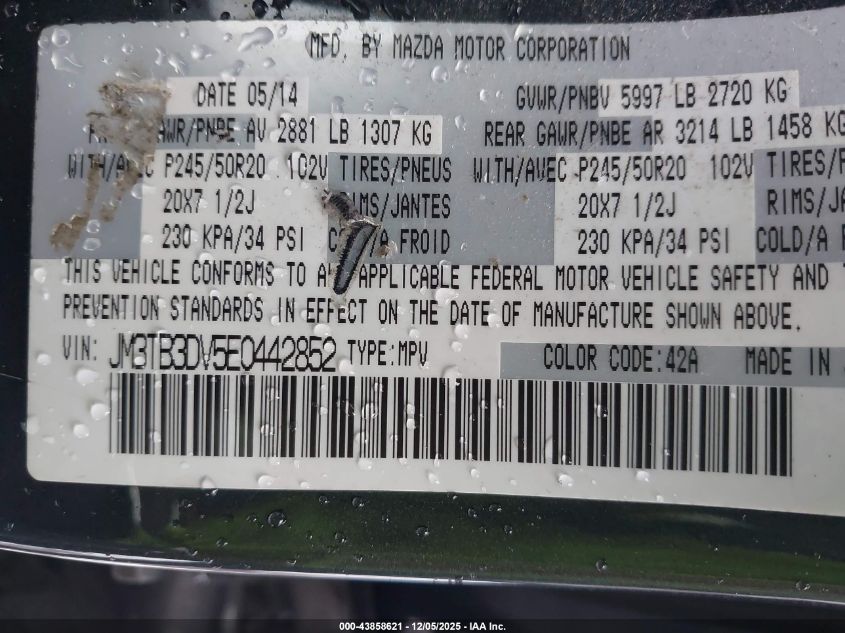 MFD. BY MAZDA MOTOR CORPORATION
DATE 05/14 GVWR/PNBV 5997 LB 2720 KG
GAWR/PNBE AV 2881 LB 1307 KG REAR GAWR/PNBE AR 3214 LB 1458 KG
WITH/AVEC P245/50R20 102V TIRES/PNEUS WITH/AVEC P245/50R20 102V
20X7 1/2J RIMS/JANTES 20X7 1/2J
230 KPA/34 PSI FROID 230 KPA/34 PSI COLD/A
THIS VEHICLE CONFORMS TO APPLICABLE FEDERAL MOTOR VEHICLE SAFETY AND
PREVENTION STANDARDS IN EFFECT ON THE DATE OF MANUFACTURE SHOWN ABOVE.
VIN: JM3TB3DV5E0442852 TYPE:MPV COLOR CODE:42A MADE IN
000-43858621 - 12/05/2025 - IAA Inc.